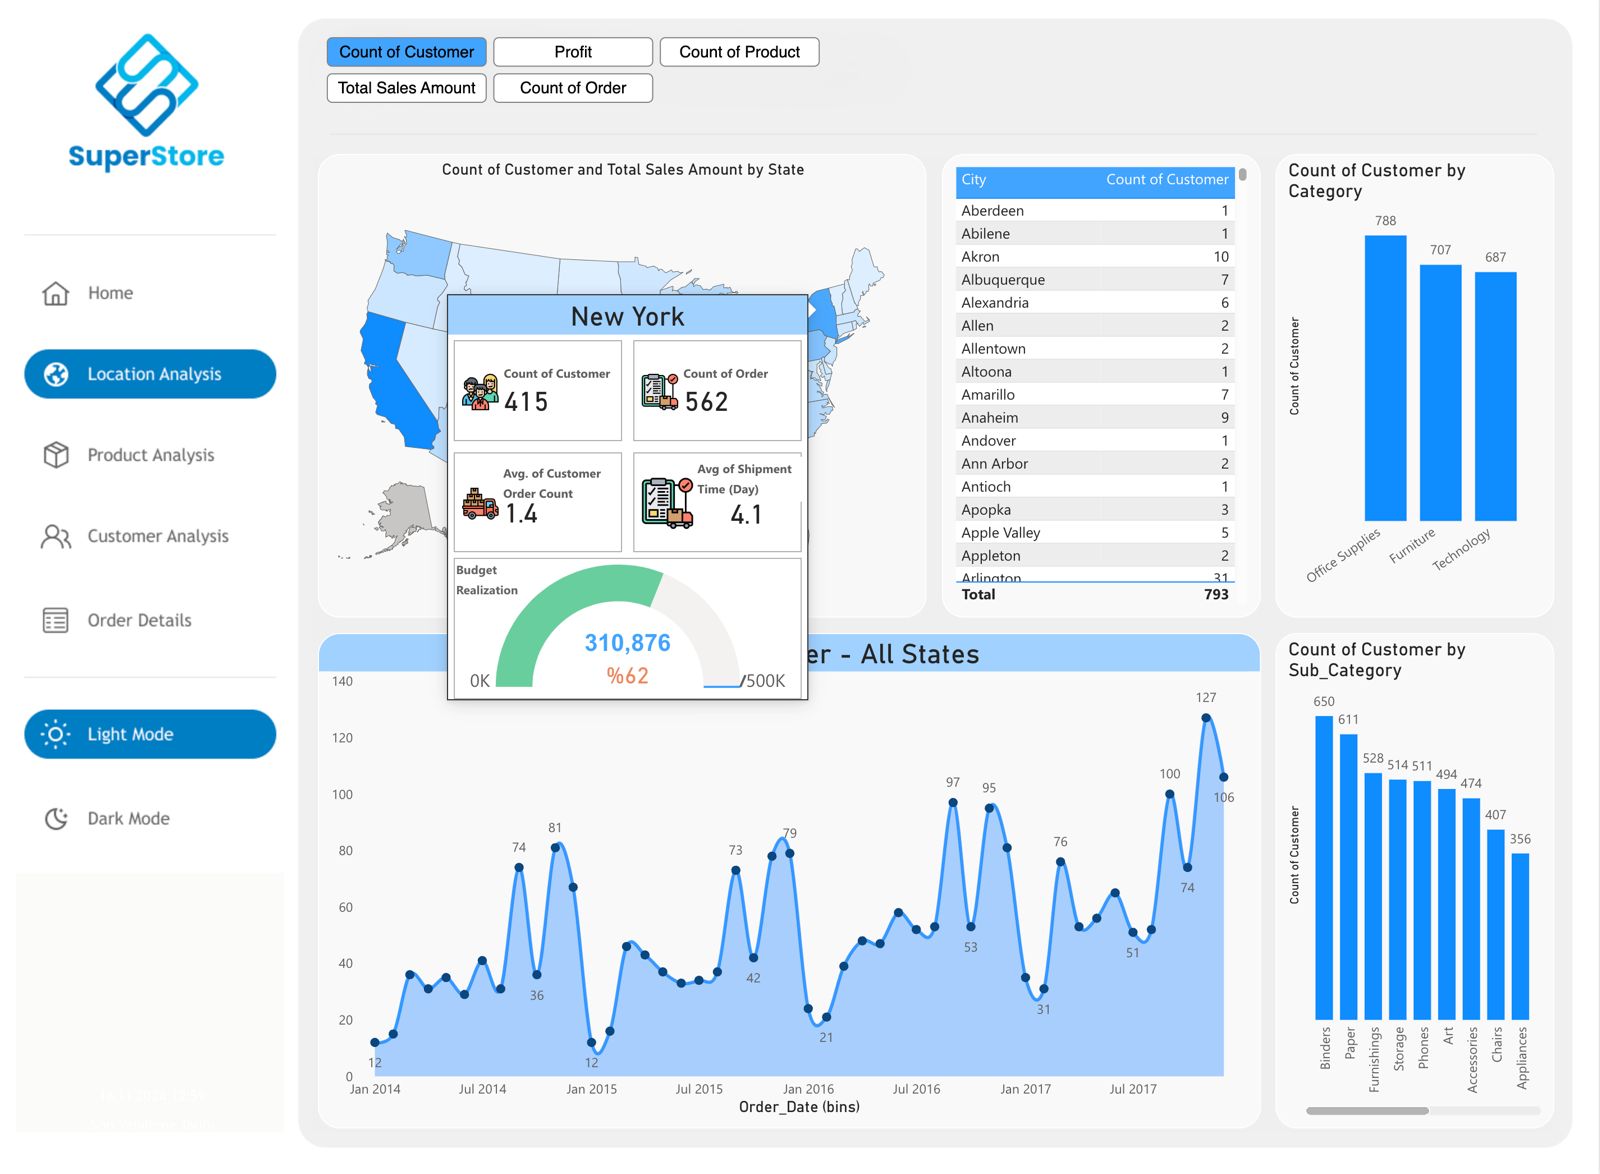 SuperStore
Home
Location Analysis
Product Analysis
Customer Analysis
Order Details
Light Mode
Dark Mode
Count of Customer
Profit
Count of Product
Total Sales Amount
Count of Order
Count of Customer and Total Sales Amount by State
New York
Count of Customer
415
Count of Order
562
Avg. of Customer
Order Count
1.4
Avg of Shipment
Time (Day)
4.1
Budget
Realization
310,876
%62
0K
/500K
City Count of Customer
Aberdeen 1
Abilene 1
Akron 10
Albuquerque 7
Alexandria 6
Allen 2
Allentown 2
Altoona 1
Amarillo 7
Anaheim 9
Andover 1
Ann Arbor 2
Antioch 1
Apopka 3
Apple Valley 5
Appleton 2
Arlington 31
Total 793
Count of Customer by
Category
Count of Customer
788
707
687
Office Supplies
Furniture
Technology
er - All States
140
120
100
80
60
40
20
0
12
74
36
81
12
73
42
79
21
97
53
95
31
76
51
100
74
127
106
Jan 2014
Jul 2014
Jan 2015
Jul 2015
Jan 2016
Jul 2016
Jan 2017
Jul 2017
Order_Date (bins)
Count of Customer by
Sub_Category
Count of Customer
650
611
528
514
511
494
474
407
356
Binders
Paper
Furnishings
Storage
Phones
Art
Accessories
Chairs
Appliances